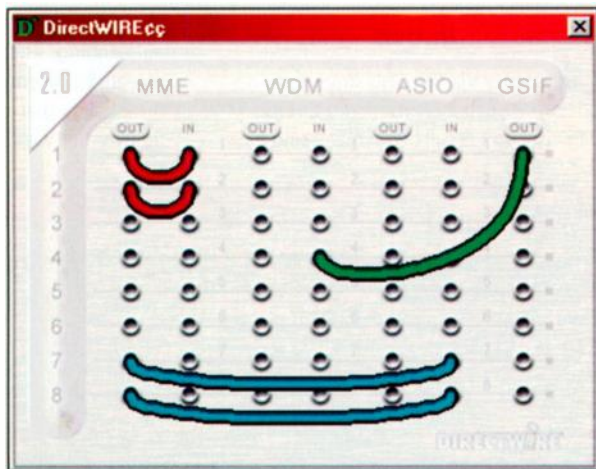 DirectWIREçç
2.0 MME WDM ASIO GSIF
OUT IN OUT IN OUT IN OUT
1
2
3
4
5
6
7
8
DIRECTWIRE